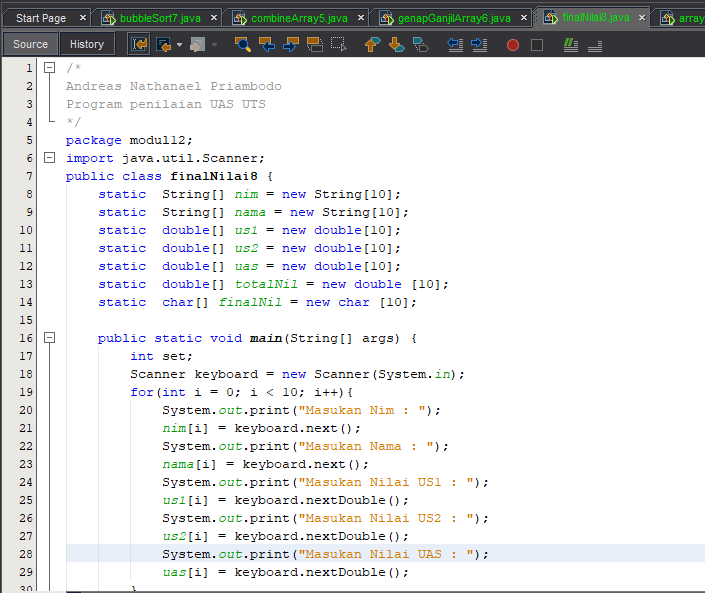 Start Page × bubbleSort7.java × combineArray5.java × genapGanjilArray6.java × finalNilai8.java × array
Source History
1 /*
2 Andreas Nathanael Priambodo
3 Program penilaian UAS UTS
4 */
5 package modul12;
6 import java.util.Scanner;
7 public class finalNilai8 {
8 static String[] nim = new String[10];
9 static String[] nama = new String[10];
10 static double[] us1 = new double[10];
11 static double[] us2 = new double[10];
12 static double[] uas = new double[10];
13 static double[] totalNil = new double [10];
14 static char[] finalNil = new char [10];
15
16 public static void main(String[] args) {
17 int set;
18 Scanner keyboard = new Scanner(System.in);
19 for(int i = 0; i < 10; i++){
20 System.out.print("Masukan Nim : ");
21 nim[i] = keyboard.next();
22 System.out.print("Masukan Nama : ");
23 nama[i] = keyboard.next();
24 System.out.print("Masukan Nilai US1 : ");
25 us1[i] = keyboard.nextDouble();
26 System.out.print("Masukan Nilai US2 : ");
27 us2[i] = keyboard.nextDouble();
28 System.out.print("Masukan Nilai UAS : ");
29 uas[i] = keyboard.nextDouble();
30 }